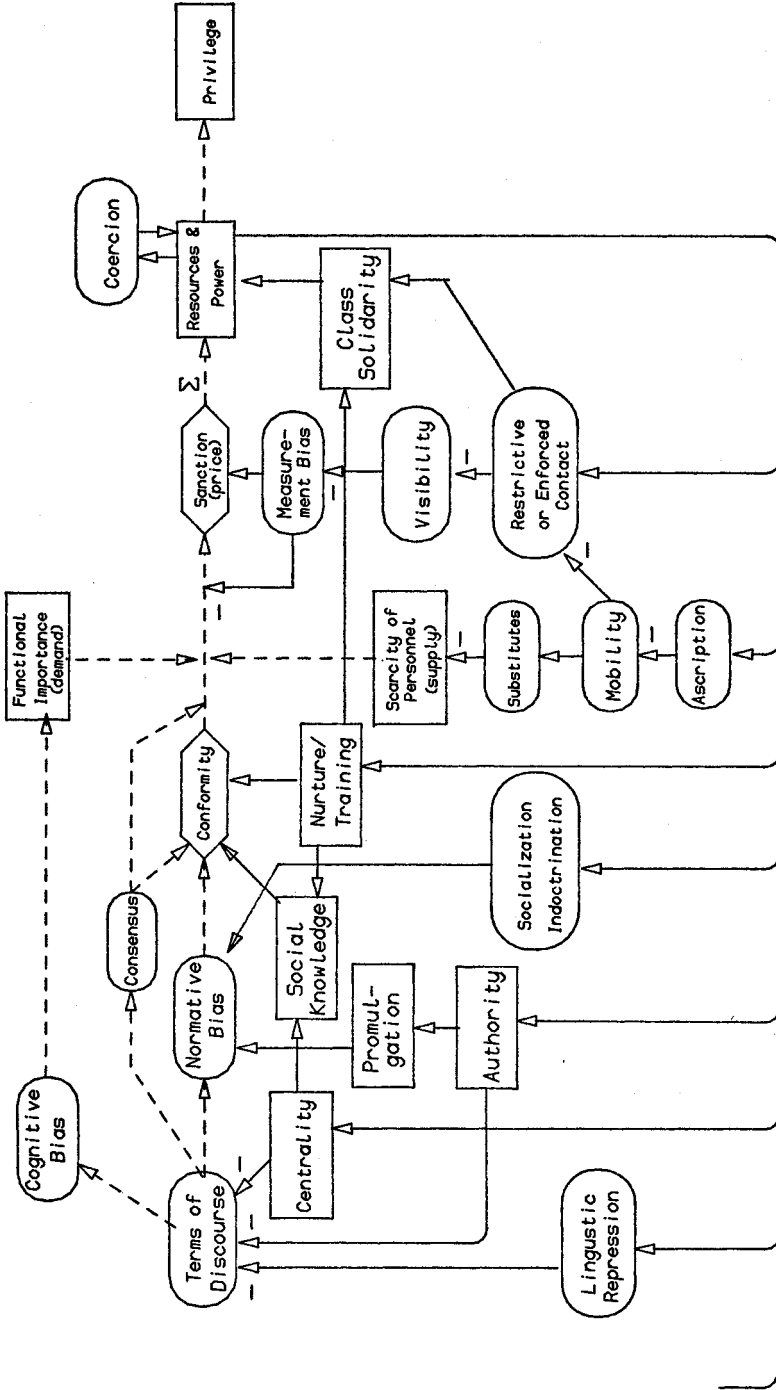 Cognitive
Bias
Functional
Importance
(demand)
Consensus
Coercion
Terms of
Discourse
Normative
Bias
Conformity
Sanction
(price)
Σ
Resources &
Power
Privilege
Centrality
Social
Knowledge
Nurture/
Training
Measure-
ment Bias
Class
Solidarity
Promul-
gation
Scarcity of
Personnel
(supply)
Visibility
Authority
Socialization
Indoctrination
Substitutes
Restrictive
or Enforced
Contact
Lingustic
Repression
Mobility
Ascription